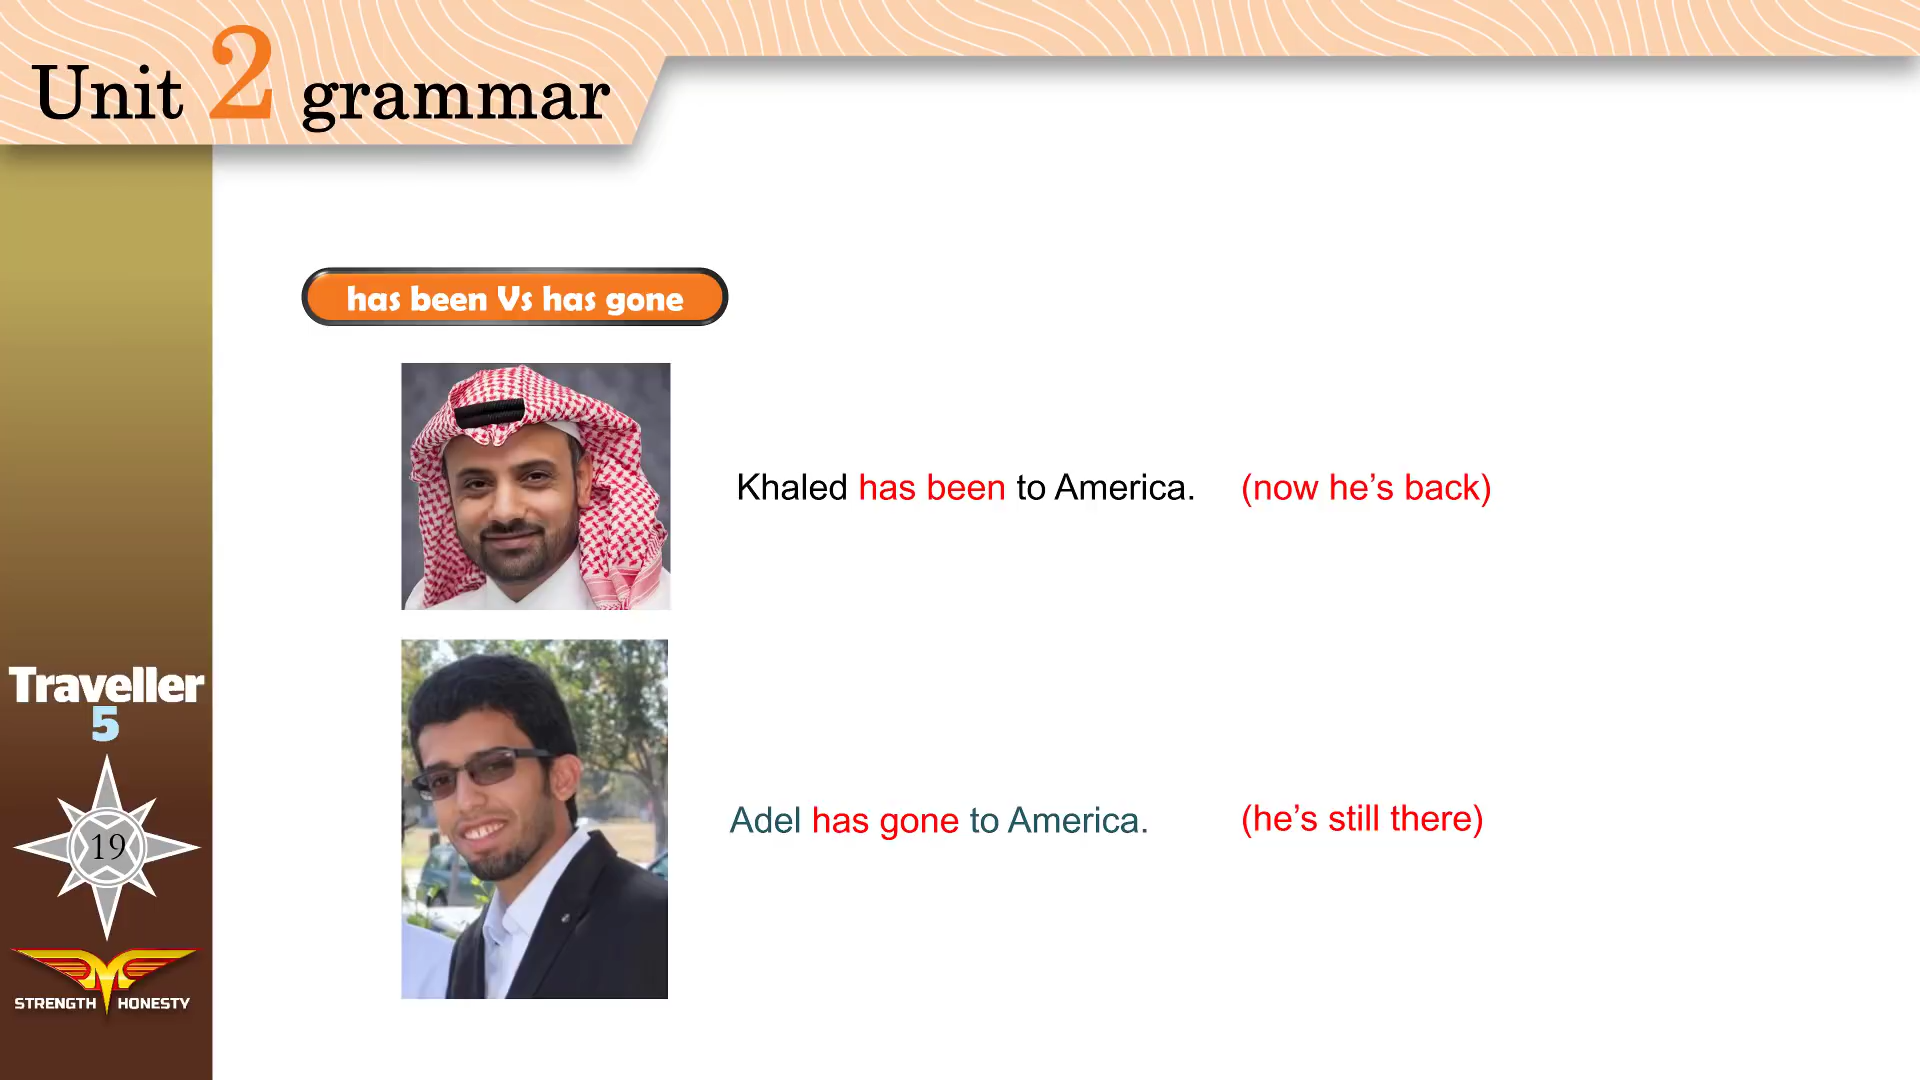 Unit 2 grammar
has been Vs has gone
Khaled has been to America. (now he’s back)
Adel has gone to America. (he’s still there)
Traveller
5
19
STRENGTH HONESTY